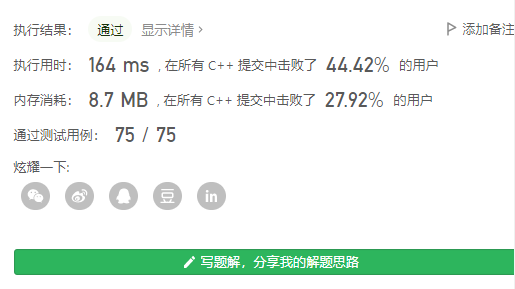 执行结果： 通过 显示详情 › 添加备注
执行用时： 164 ms , 在所有 C++ 提交中击败了 44.42% 的用户
内存消耗： 8.7 MB , 在所有 C++ 提交中击败了 27.92% 的用户
通过测试用例： 75 / 75
炫耀一下:
豆 in
写题解，分享我的解题思路